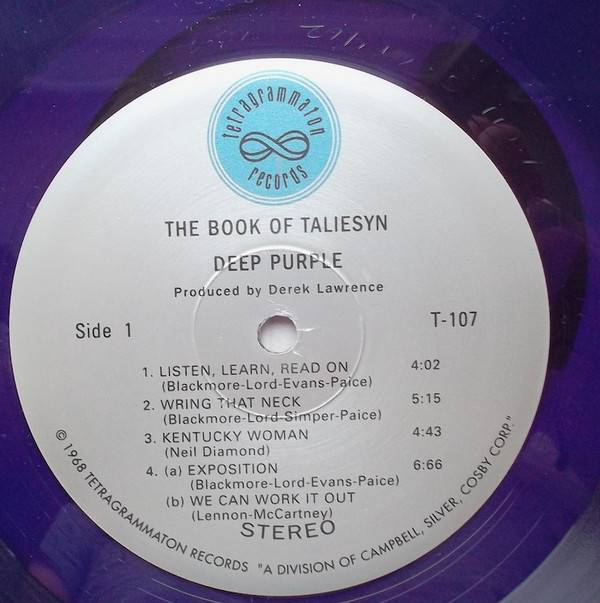 tetragrammaton
records
THE BOOK OF TALIESYN
DEEP PURPLE
Produced by Derek Lawrence
Side 1
T-107
1. LISTEN, LEARN, READ ON 4:02
(Blackmore-Lord-Evans-Paice)
2. WRING THAT NECK 5:15
(Blackmore-Lord-Simper-Paice)
3. KENTUCKY WOMAN 4:43
(Neil Diamond)
4. (a) EXPOSITION 6:66
(Blackmore-Lord-Evans-Paice)
(b) WE CAN WORK IT OUT
(Lennon-McCartney)
STEREO
© 1968 TETRAGRAMMATON RECORDS "A DIVISION OF CAMPBELL, SILVER, COSBY CORP."